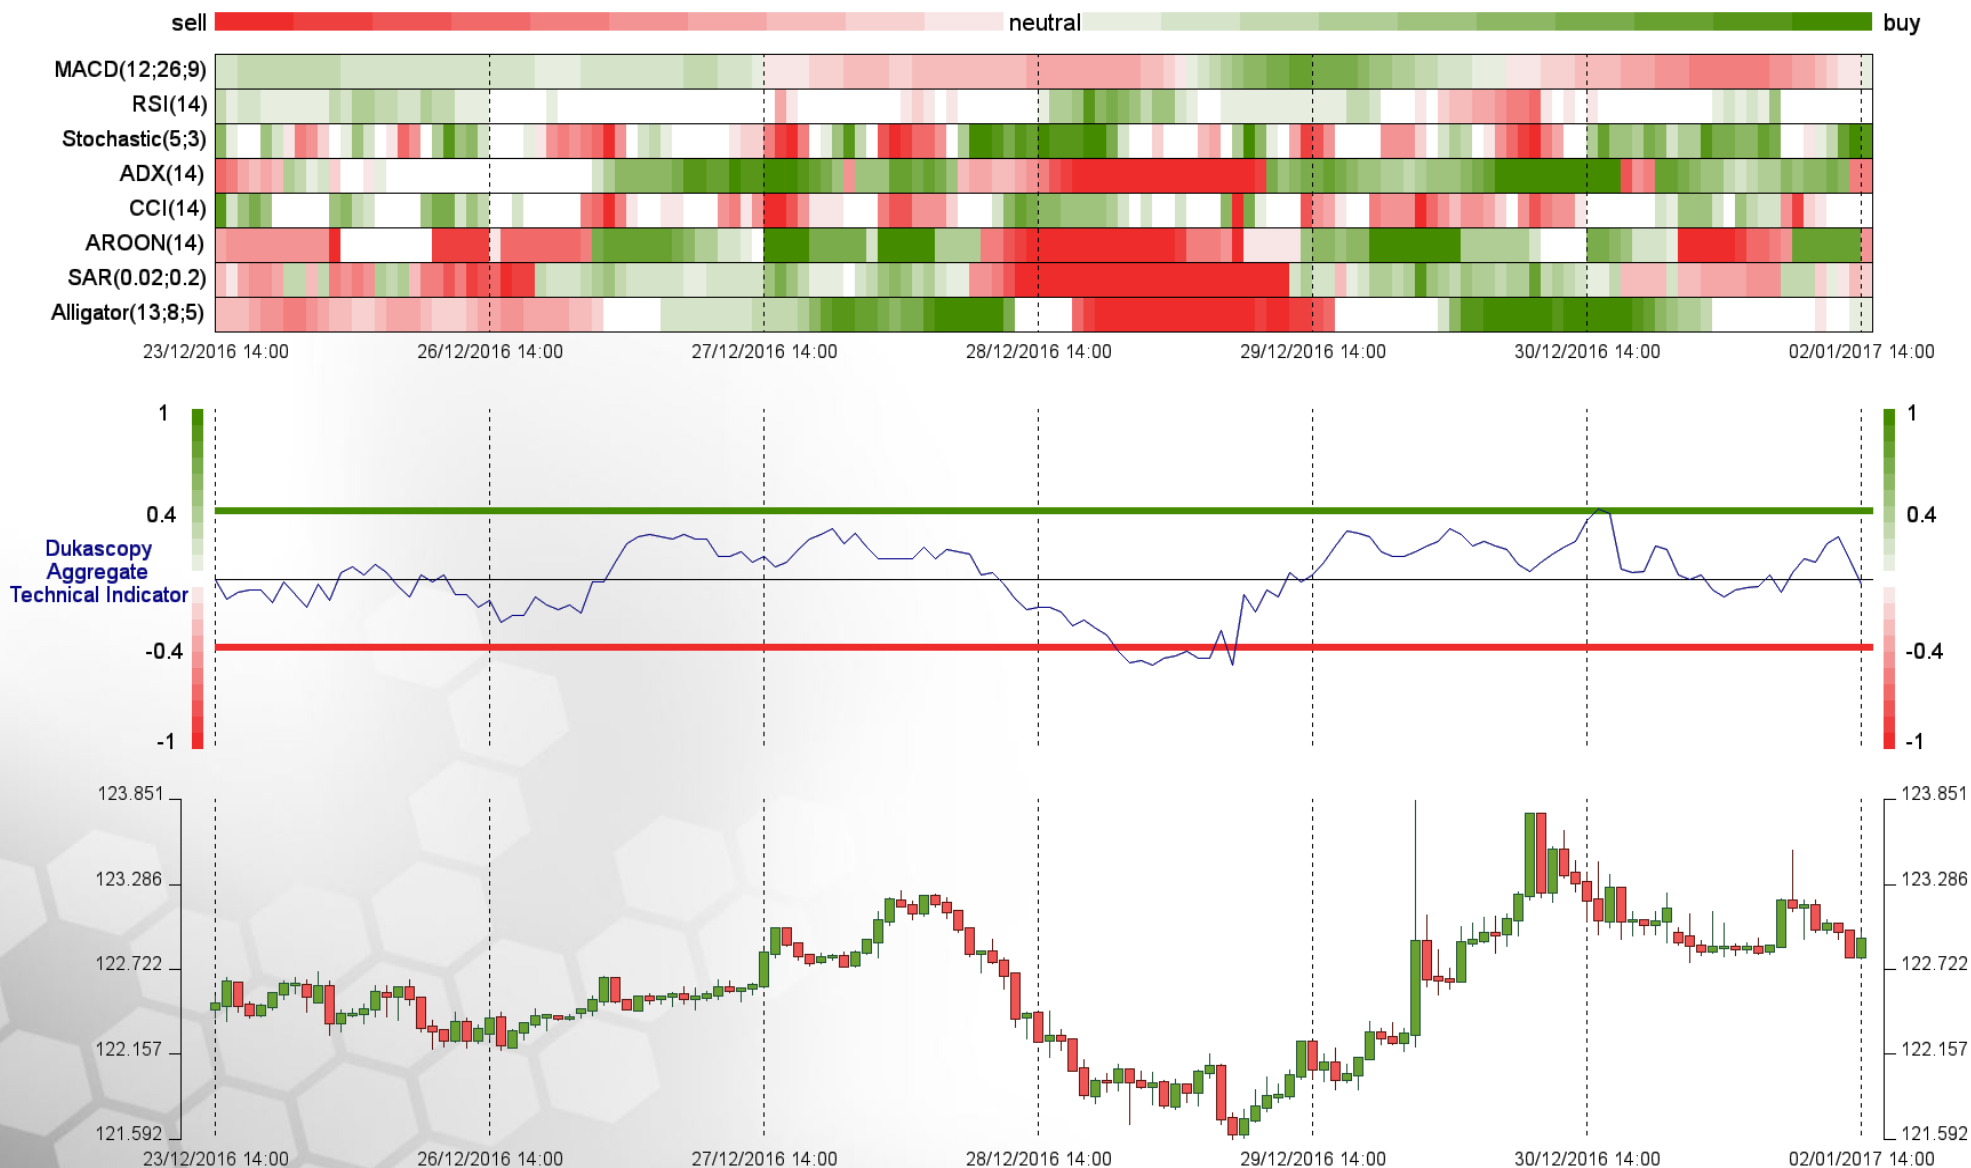 sell neutral buy
MACD(12;26;9)
RSI(14)
Stochastic(5;3)
ADX(14)
CCI(14)
AROON(14)
SAR(0.02;0.2)
Alligator(13;8;5)
23/12/2016 14:00 26/12/2016 14:00 27/12/2016 14:00 28/12/2016 14:00 29/12/2016 14:00 30/12/2016 14:00 02/01/2017 14:00
1 1
0.4 0.4
Dukascopy
Aggregate
Technical Indicator
-0.4 -0.4
-1 -1
123.851 123.851
123.286 123.286
122.722 122.722
122.157 122.157
121.592 121.592
23/12/2016 14:00 26/12/2016 14:00 27/12/2016 14:00 28/12/2016 14:00 29/12/2016 14:00 30/12/2016 14:00 02/01/2017 14:00